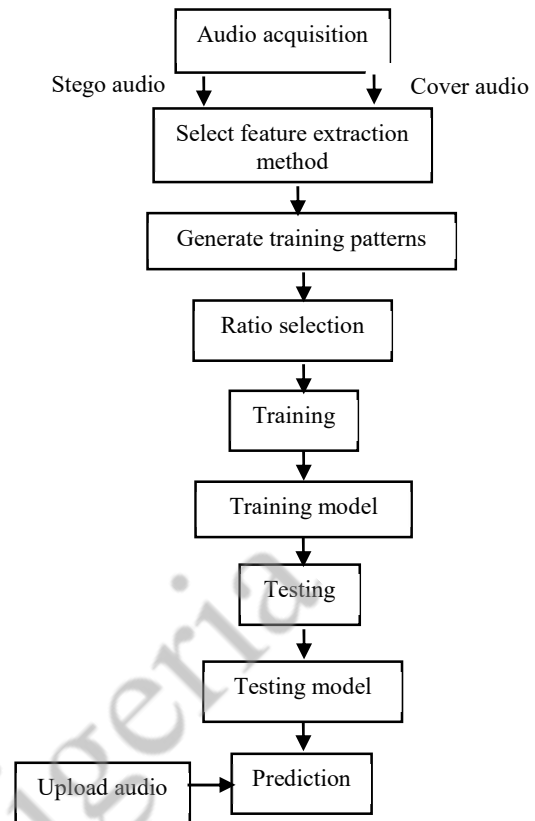 Audio acquisition
Stego audio
Cover audio
Select feature extraction
method
Generate training patterns
Ratio selection
Training
Training model
Testing
Testing model
Prediction
Upload audio
igeria